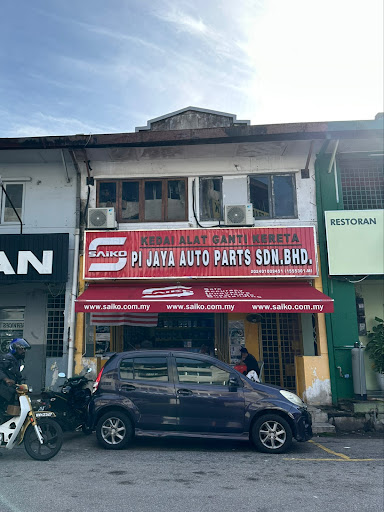 KEDAI ALAT GANTI KERETA
SAIKO
PI JAYA AUTO PARTS SDN.BHD.
RESTORAN
AN
www.saiko.com.my
www.saiko.com.my
www.saiko.com.my